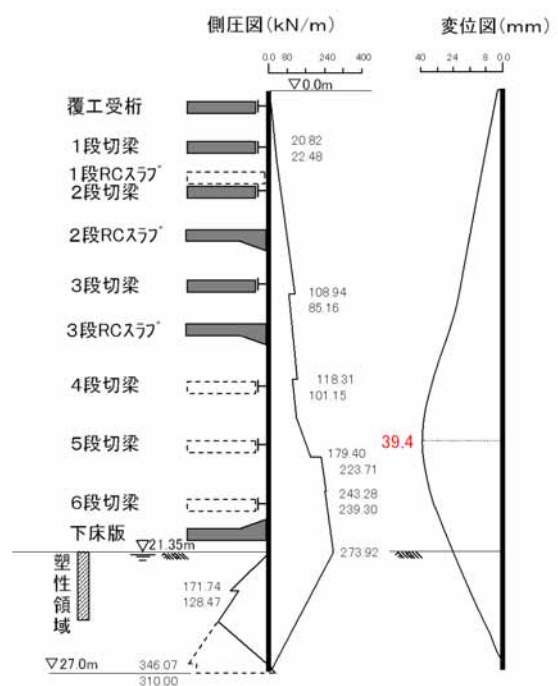 側圧図(kN/m)
変位図(mm)
0.0 80 240 400
40 24 8 0.0
▽0.0m
覆工受桁
1段切梁
20.82
22.48
1段RCスラブ
2段切梁
2段RCスラブ
3段切梁
108.94
85.16
3段RCスラブ
4段切梁
118.31
101.15
5段切梁
39.4
179.40
223.71
6段切梁
243.28
239.30
下床版
▽21.35m
273.92
塑性領域
171.74
128.47
▽27.0m
346.07
310.00